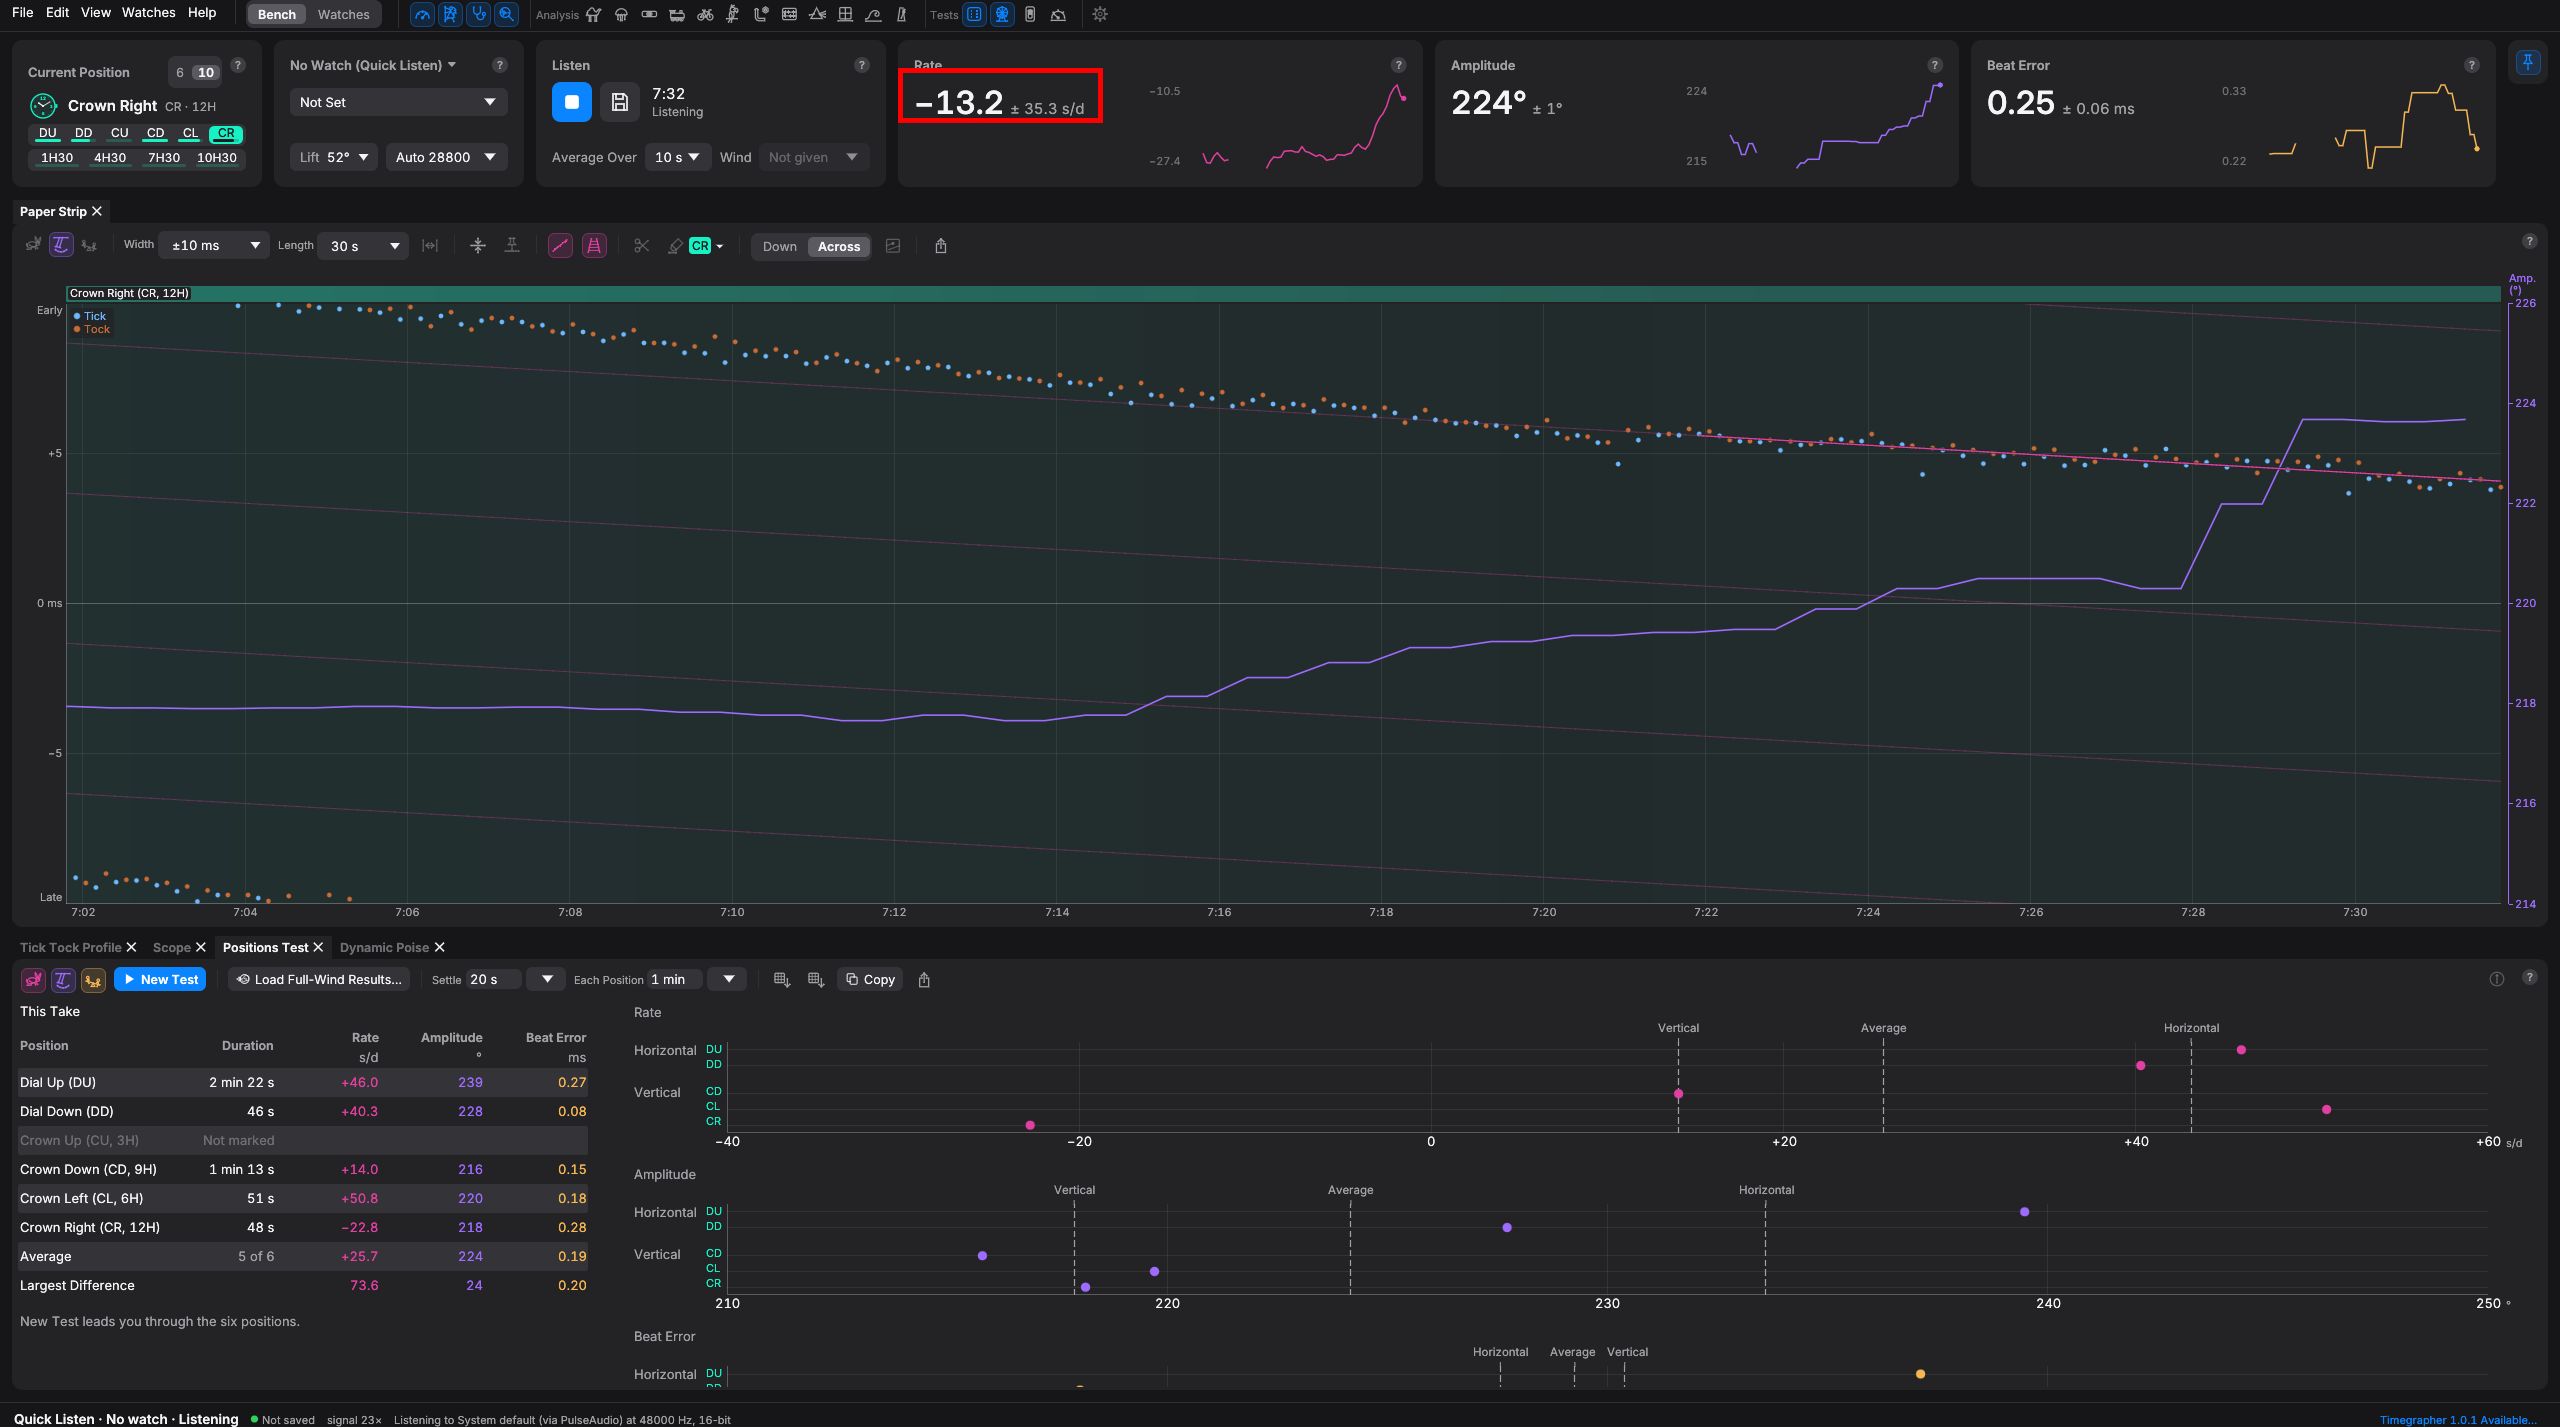 File Edit View Watches Help Bench Watches Analysis Tests
Current Position 6 10 ?
Crown Right CR · 12H
DU DD CU CD CL CR
1H30 4H30 7H30 10H30
No Watch (Quick Listen) ?
Not Set
Lift 52° Auto 28800
Listen ?
7:32
Listening
Average Over 10 s Wind Not given
Rate ?
−13.2 ± 35.3 s/d
−10.5
−27.4
Amplitude ?
224° ± 1°
224
215
Beat Error ?
0.25 ± 0.06 ms
0.33
0.22
Paper Strip
Width ±10 ms Length 30 s CR Down Across ?
Amp.
(°)
Crown Right (CR, 12H)
Early
Tick
Tock
+5
0 ms
−5
Late
226
224
222
220
218
216
214
7:02 7:04 7:06 7:08 7:10 7:12 7:14 7:16 7:18 7:20 7:22 7:24 7:26 7:28 7:30
Tick Tock Profile Scope Positions Test Dynamic Poise
New Test Load Full-Wind Results... Settle 20 s Each Position 1 min Copy ?
This Take
Position Duration Rate s/d Amplitude ° Beat Error ms
Dial Up (DU) 2 min 22 s +46.0 239 0.27
Dial Down (DD) 46 s +40.3 228 0.08
Crown Up (CU, 3H) Not marked
Crown Down (CD, 9H) 1 min 13 s +14.0 216 0.15
Crown Left (CL, 6H) 51 s +50.8 220 0.18
Crown Right (CR, 12H) 48 s −22.8 218 0.28
Average 5 of 6 +25.7 224 0.19
Largest Difference 73.6 24 0.20
New Test leads you through the six positions.
Rate
Vertical Average Horizontal
Horizontal DU
DD
Vertical CD
CL
CR
−40 −20 0 +20 +40 +60 s/d
Amplitude
Vertical Average Horizontal
Horizontal DU
DD
Vertical CD
CL
CR
210 220 230 240 250 °
Beat Error
Horizontal Average Vertical
Horizontal DU
DD
Quick Listen · No watch · Listening Not saved signal 23× Listening to System default (via PulseAudio) at 48000 Hz, 16-bit
Timegrapher 1.0.1 Available...